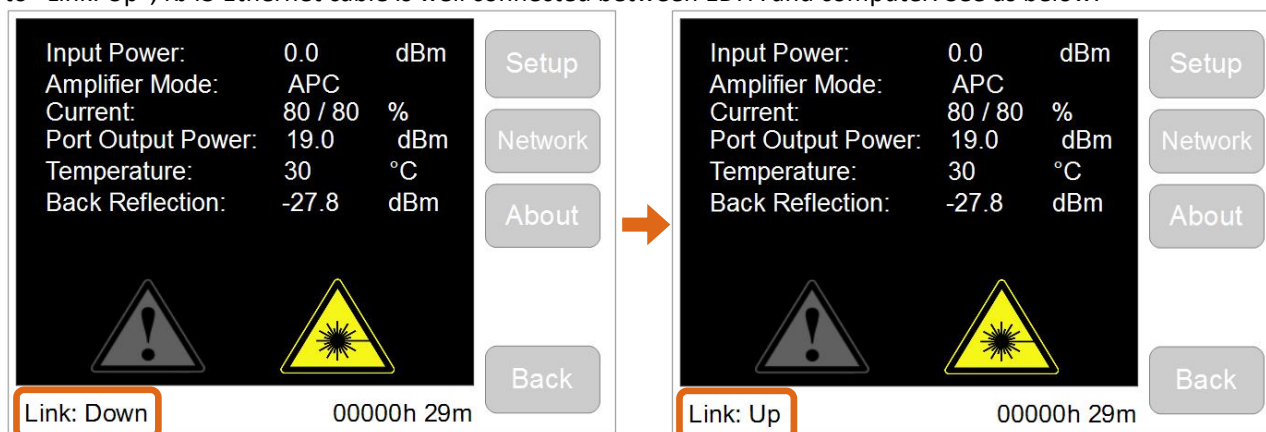 Input Power: 0.0 dBm
Amplifier Mode: APC
Current: 80 / 80 %
Port Output Power: 19.0 dBm
Temperature: 30 °C
Back Reflection: -27.8 dBm
Setup
Network
About
Back
Link: Down 00000h 29m
Input Power: 0.0 dBm
Amplifier Mode: APC
Current: 80 / 80 %
Port Output Power: 19.0 dBm
Temperature: 30 °C
Back Reflection: -27.8 dBm
Setup
Network
About
Back
Link: Up 00000h 29m